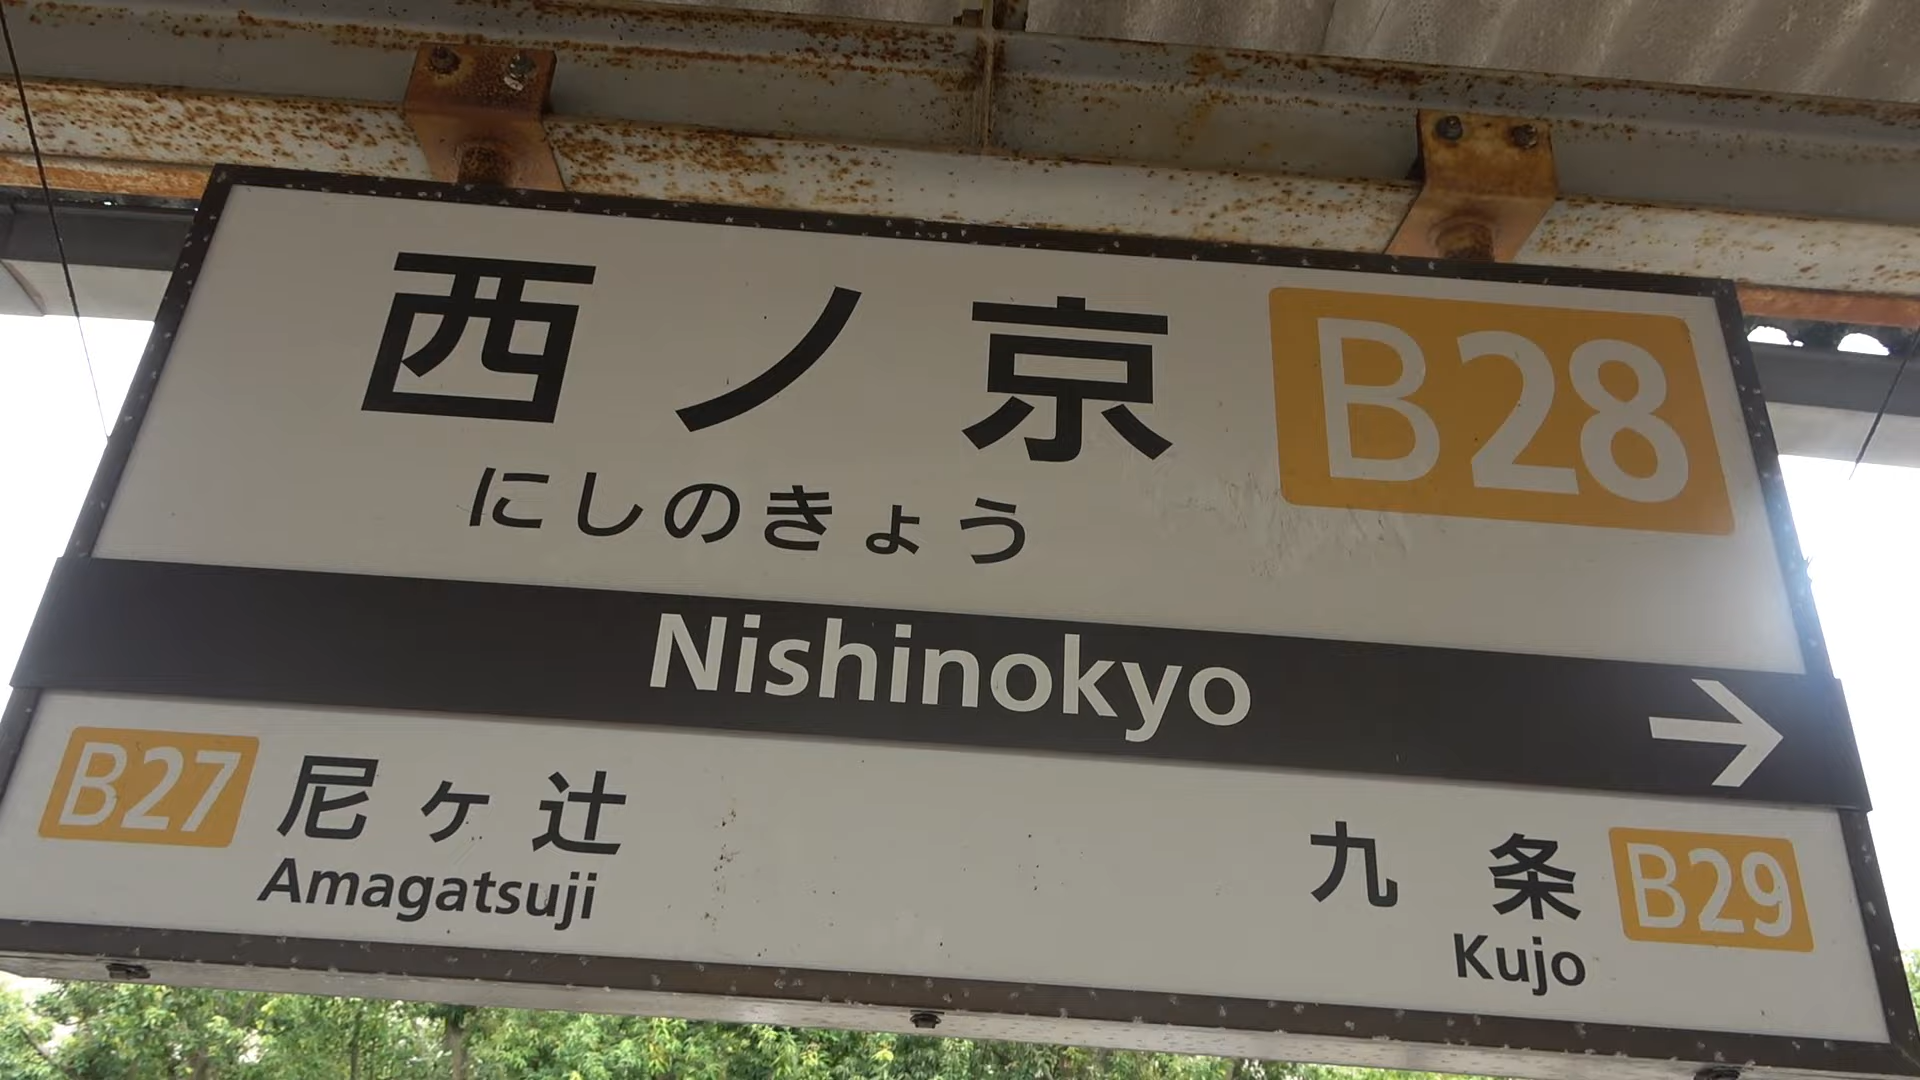 西ノ京 B28
にしのきょう
Nishinokyo →
B27 尼ヶ辻
Amagatsuji
九条 B29
Kujo